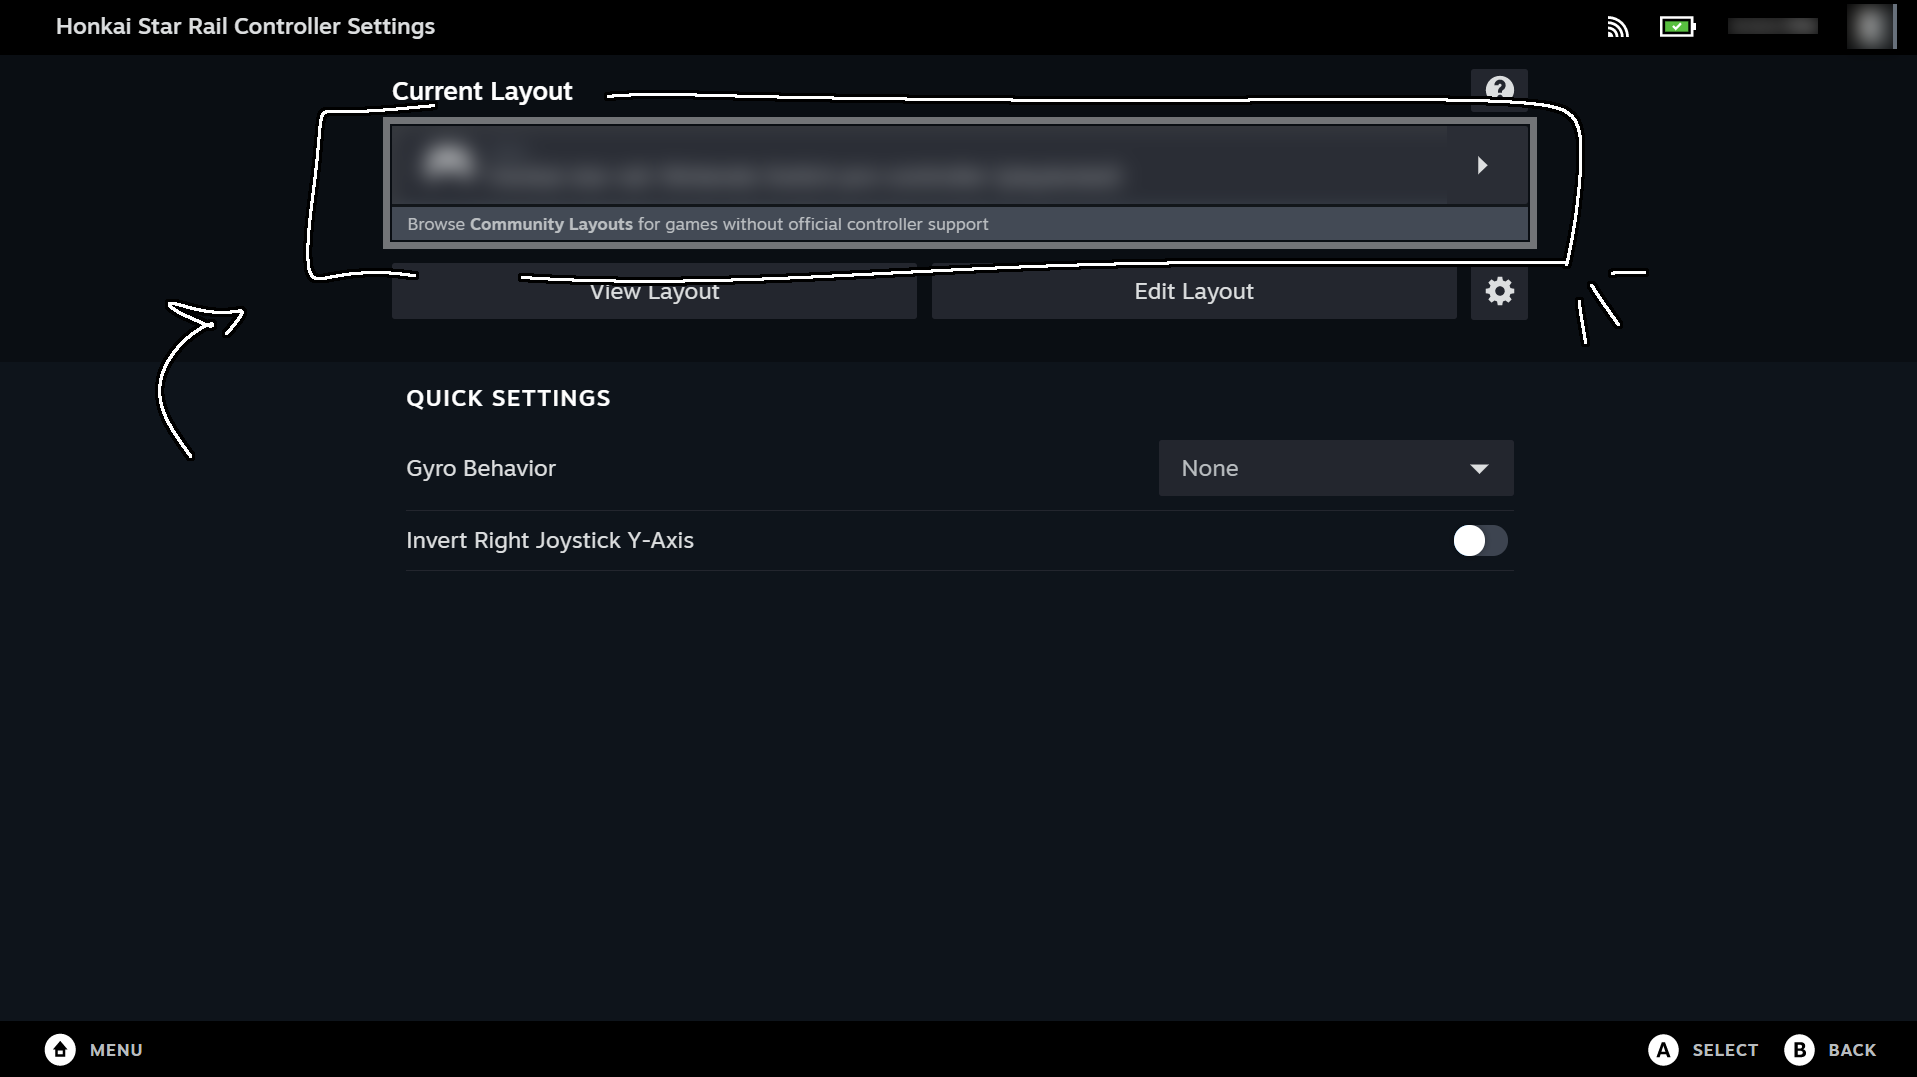 Honkai Star Rail Controller Settings
Current Layout
?
Browse Community Layouts for games without official controller support
View Layout
Edit Layout
QUICK SETTINGS
Gyro Behavior
None
Invert Right Joystick Y-Axis
MENU
A SELECT
B BACK